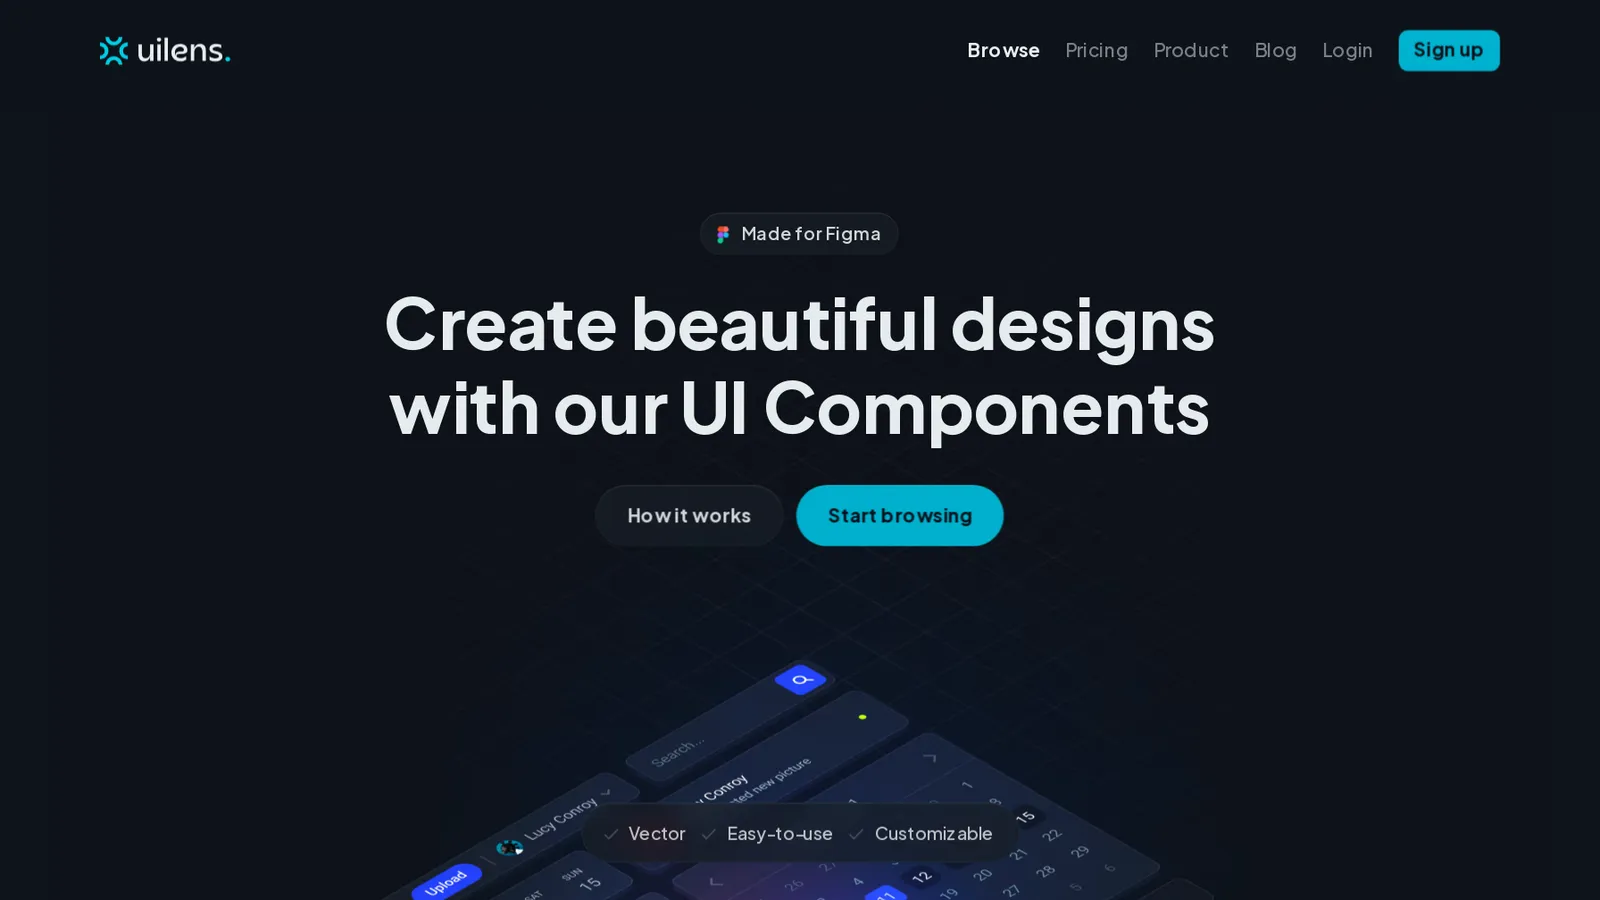 uilens.
Browse Pricing Product Blog Login Sign up
Made for Figma
Create beautiful designs
with our UI Components
How it works Start browsing
Search...
Conroy
new picture
Lucy Conroy
Upload
SUN
15
Vector Easy-to-use Customizable
1
15
22
29
6
21
28
5
12
20
27
4
19
11
26